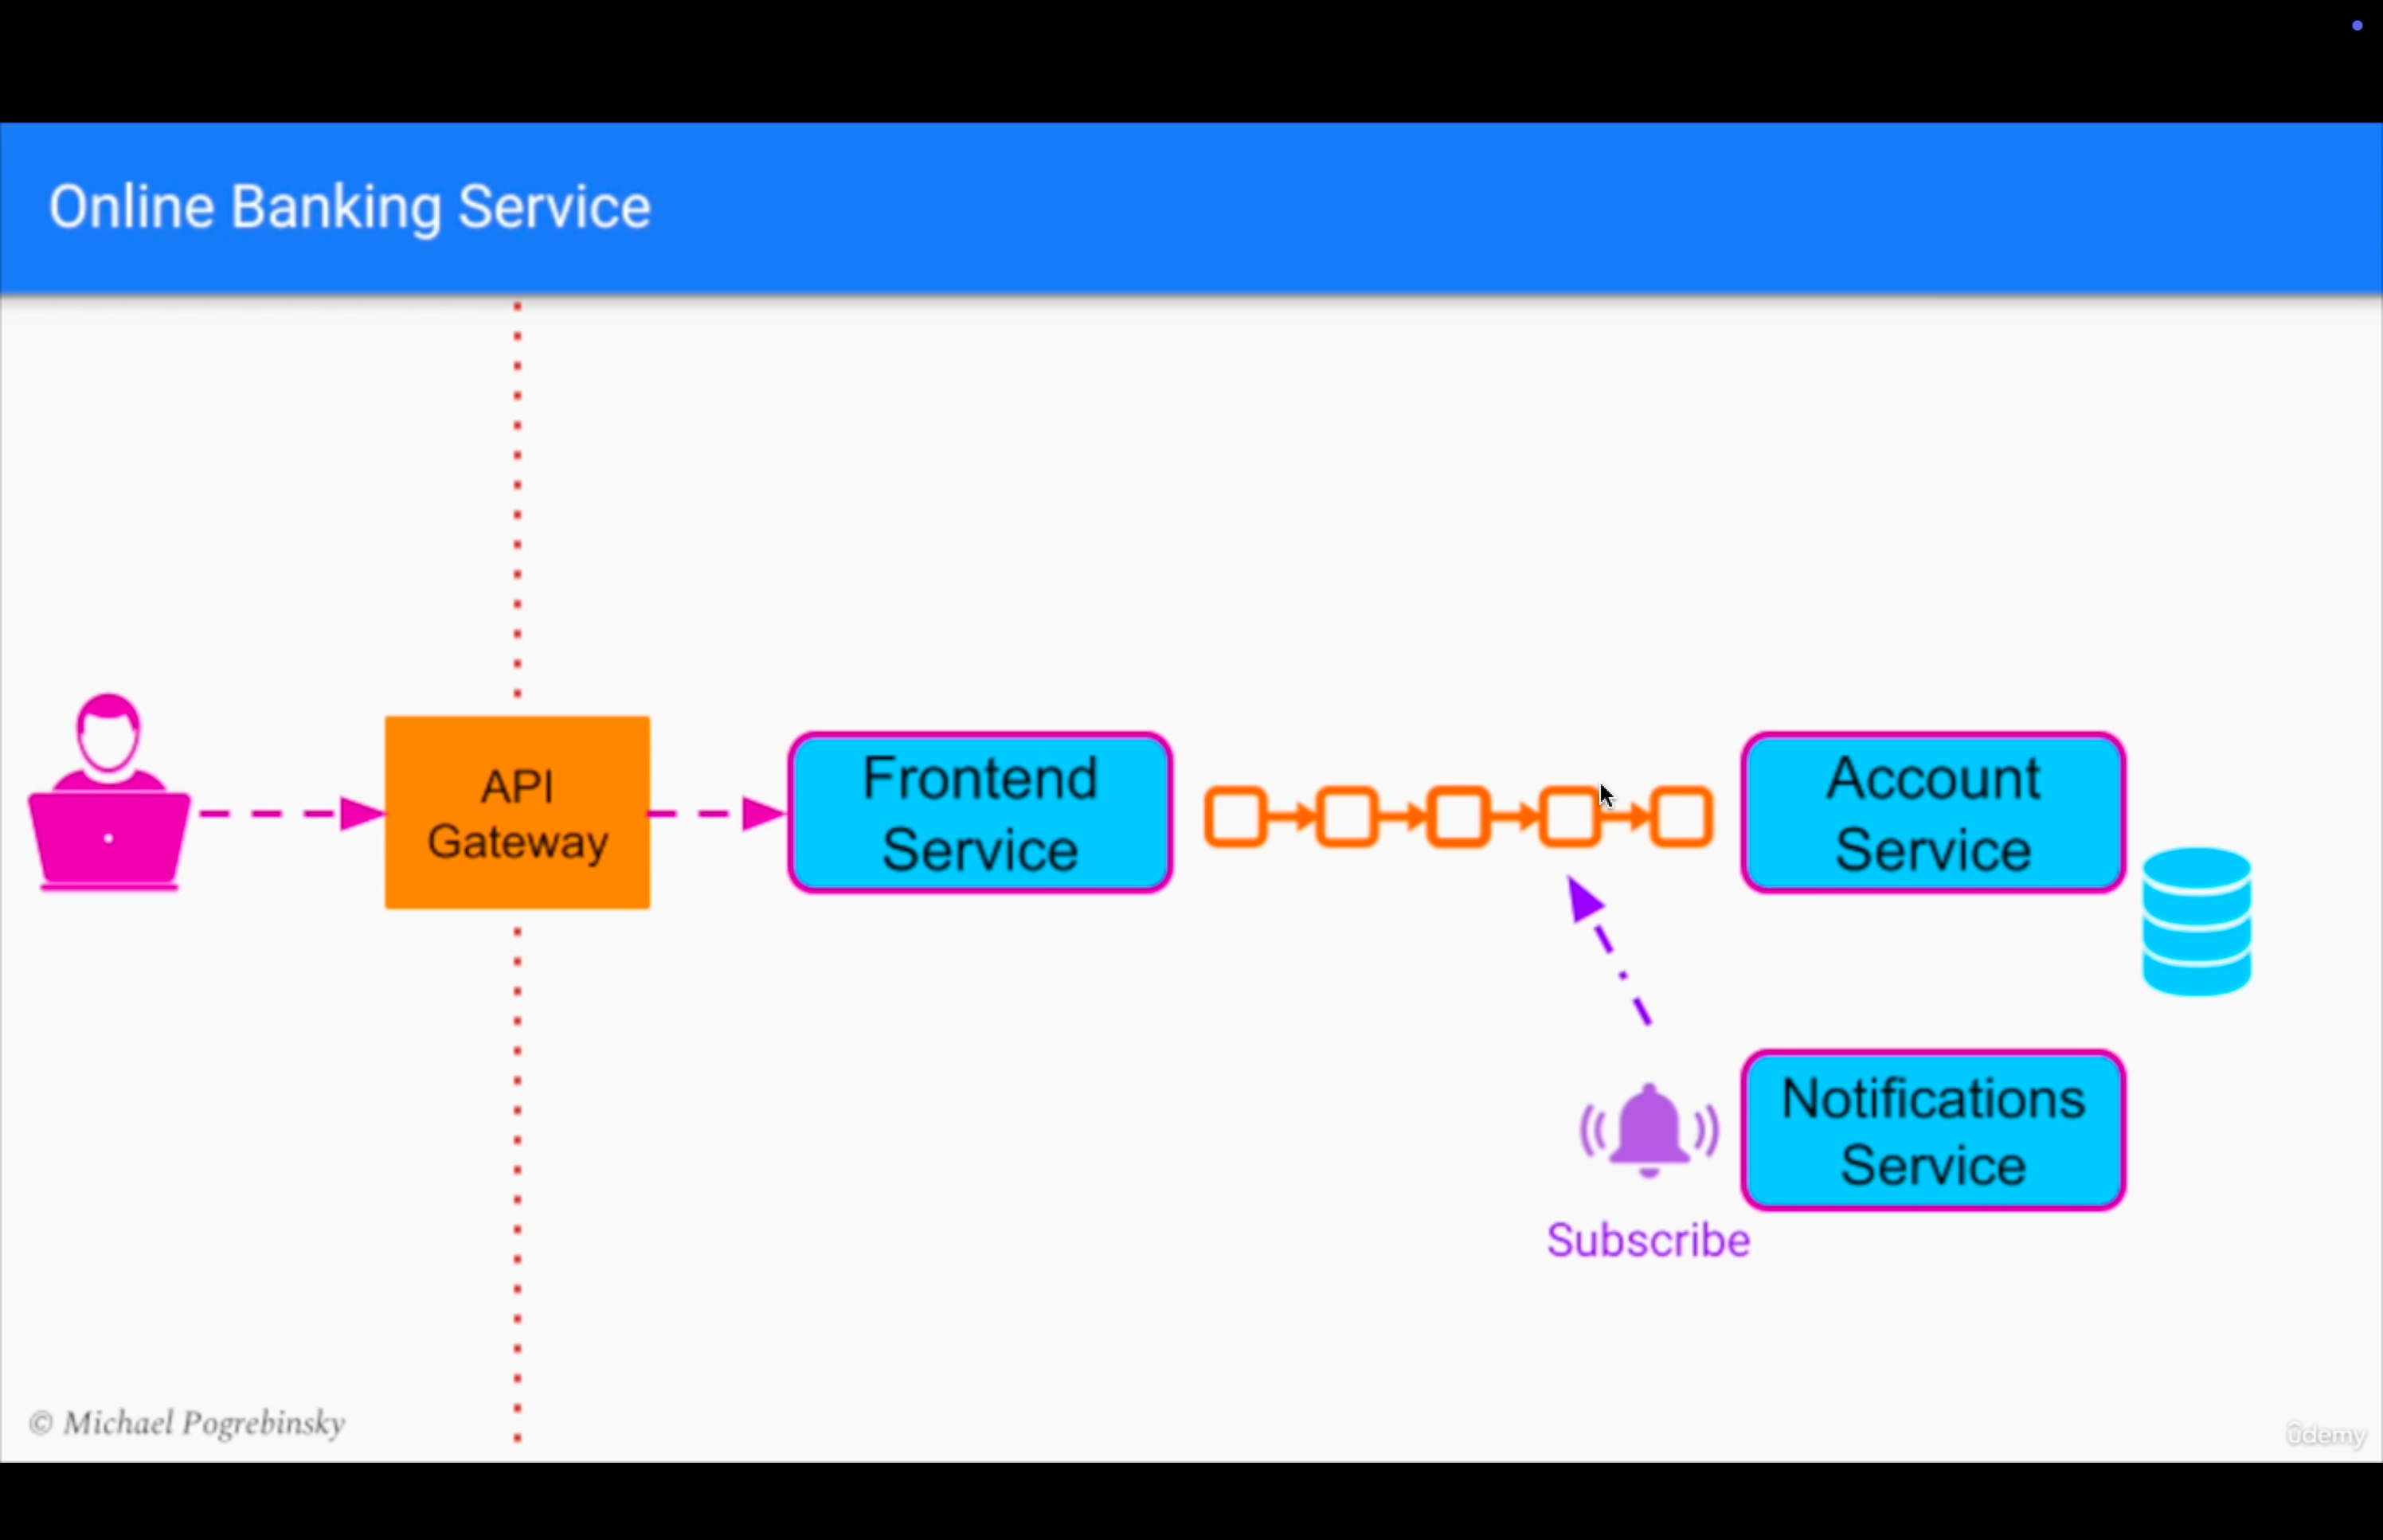 Online Banking Service
API
Gateway
Frontend
Service
Account
Service
Notifications
Service
Subscribe
© Michael Pogrebinsky
ûdemy